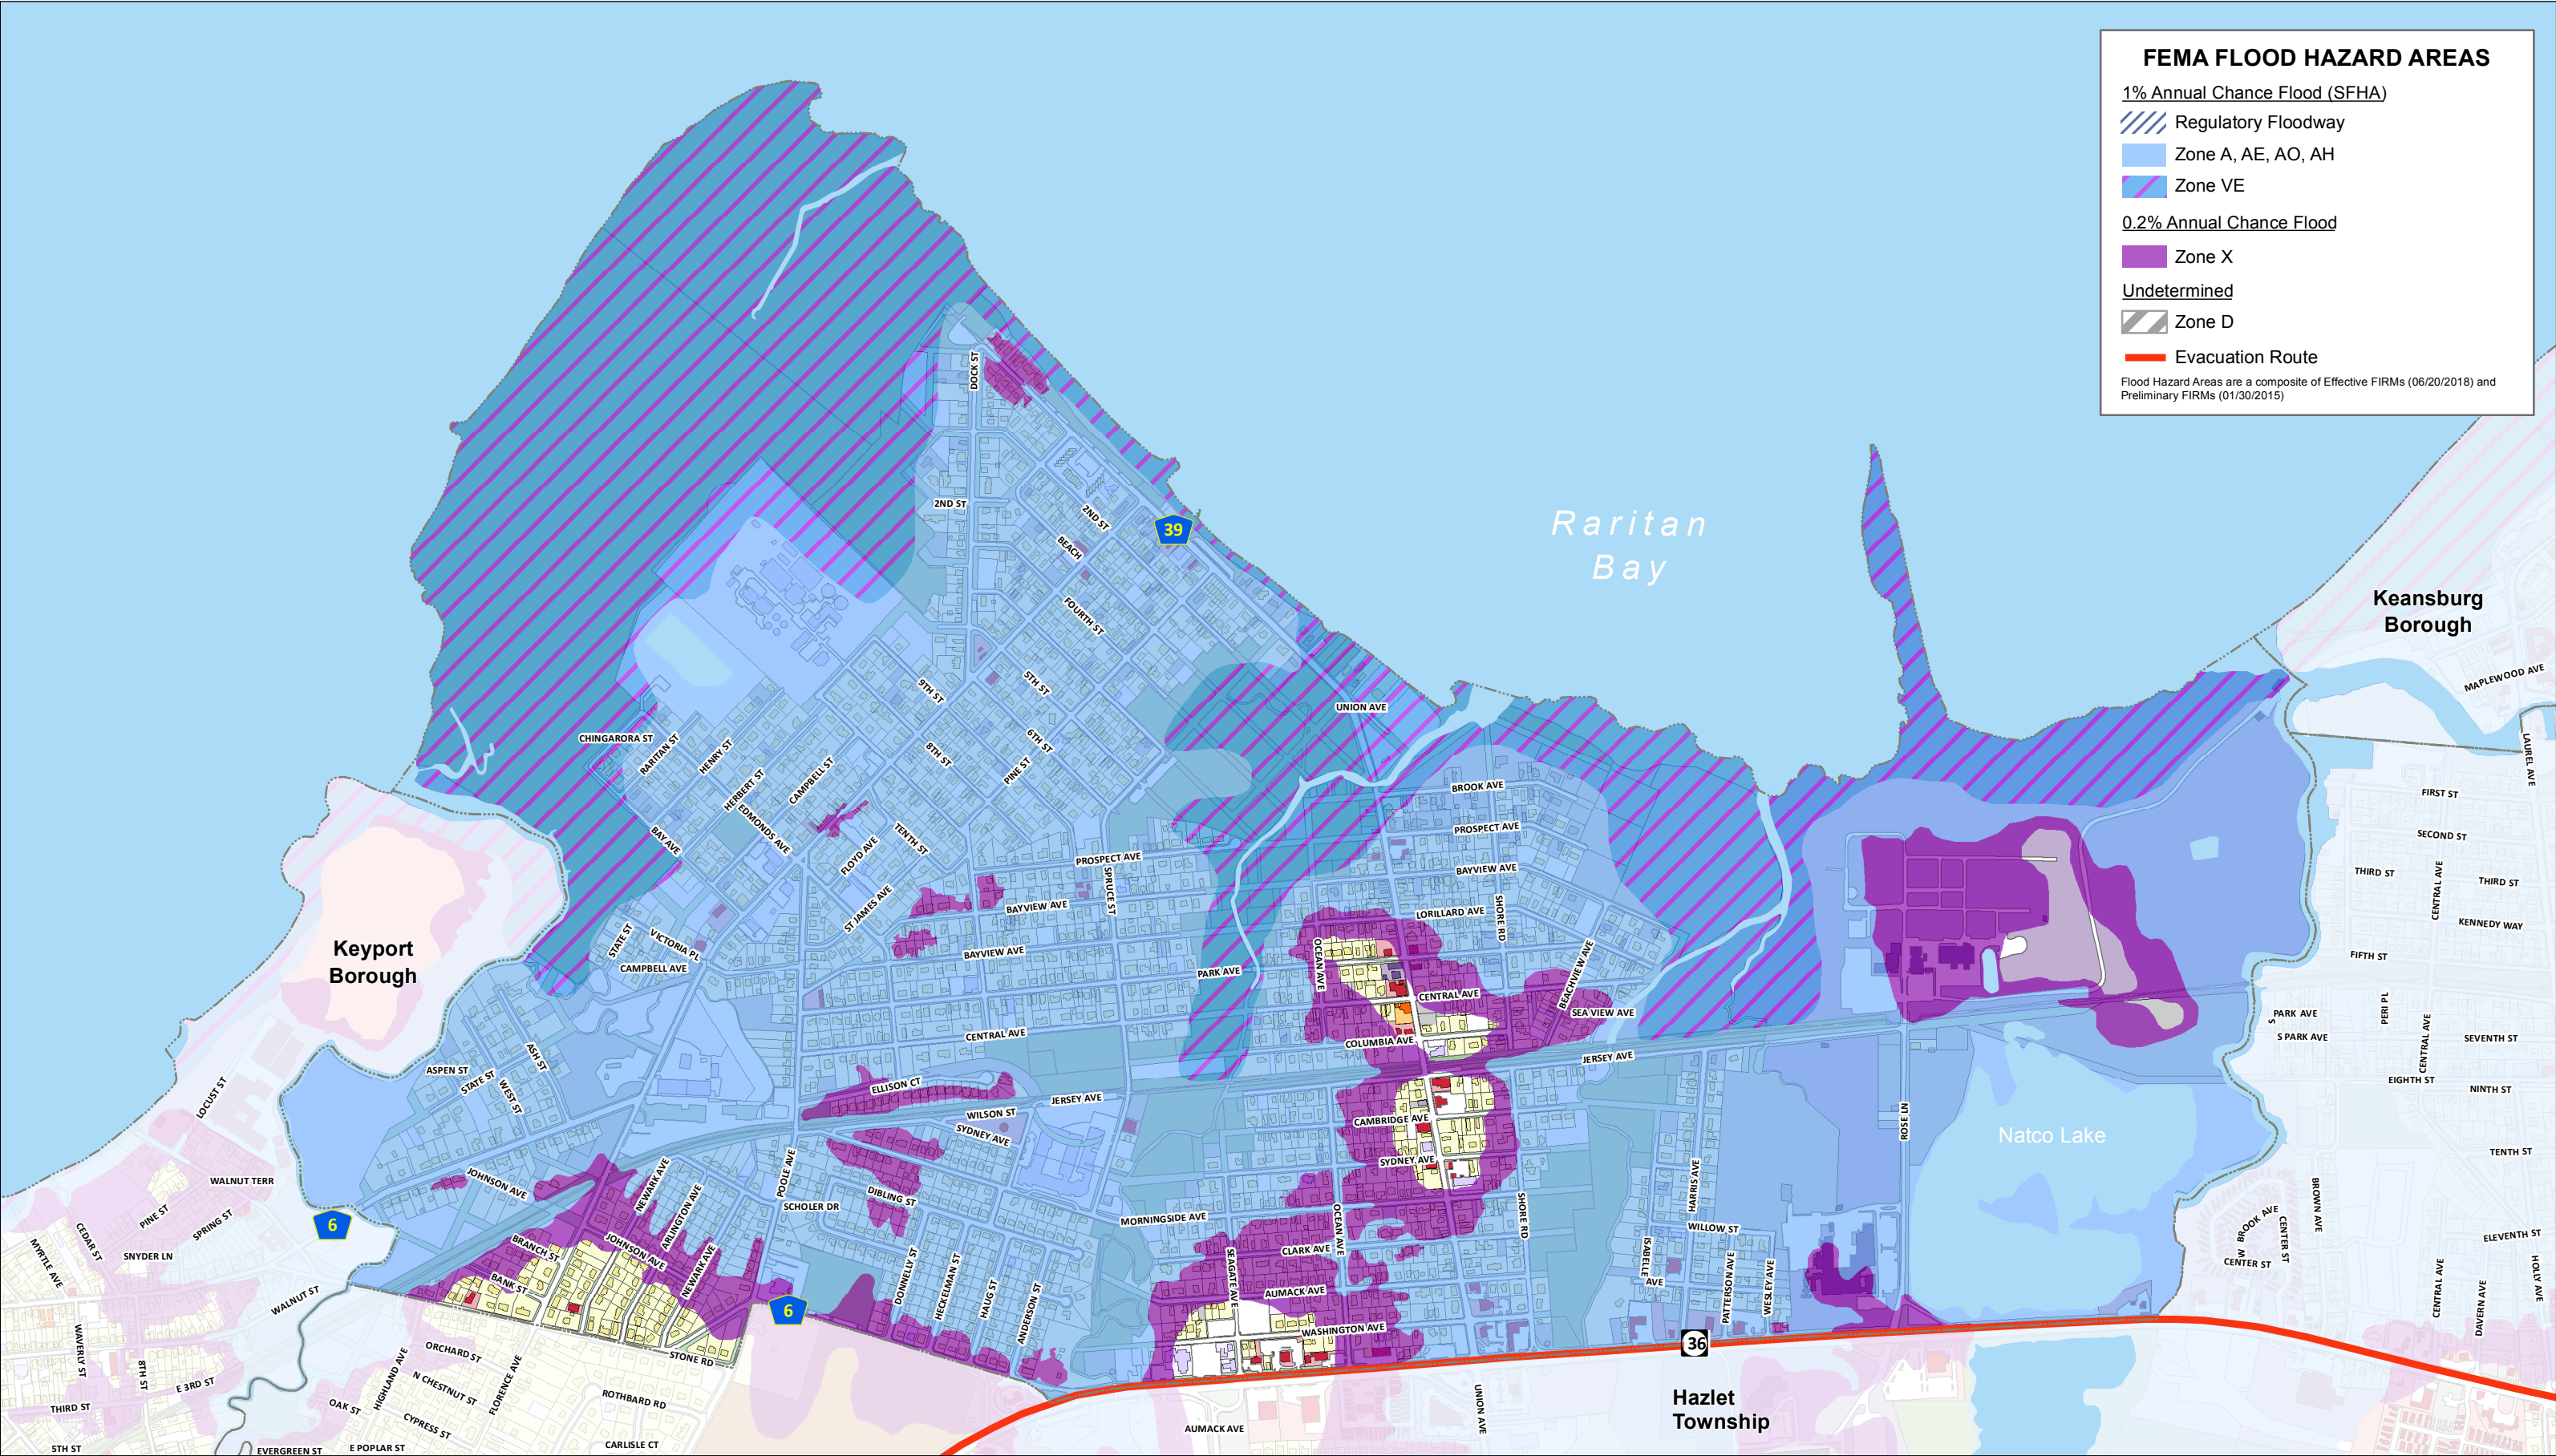 FEMA FLOOD HAZARD AREAS
1% Annual Chance Flood (SFHA)
Regulatory Floodway
Zone A, AE, AO, AH
Zone VE
0.2% Annual Chance Flood
Zone X
Undetermined
Zone D
Evacuation Route
Flood Hazard Areas are a composite of Effective FIRMs (06/20/2018) and
Preliminary FIRMs (01/30/2015)
DOCK ST
2ND ST
2ND ST
39
BEACH
Raritan
Bay
FOURTH ST
Keansburg
Borough
MAPLEWOOD AVE
9TH ST
5TH ST
UNION AVE
CHINGARORA ST
RARITAN ST
HENRY ST
HERBERT ST
CAMPBELL ST
8TH ST
6TH ST
PINE ST
LAUREL AVE
BROOK AVE
FIRST ST
EDMONDS AVE
BAY AVE
FLOYD AVE
TENTH ST
PROSPECT AVE
PROSPECT AVE
SECOND ST
BAYVIEW AVE
THIRD ST
THIRD ST
CENTRAL AVE
SPRUCE ST
ST JAMES AVE
BAYVIEW AVE
LORILLARD AVE
SHORE RD
KENNEDY WAY
STATE ST
VICTORIA PL
BAYVIEW AVE
OCEAN AVE
Keyport
Borough
CAMPBELL AVE
PARK AVE
BEACHVIEW AVE
FIFTH ST
CENTRAL AVE
SEA VIEW AVE
PERI PL
S PARK AVE
S PARK AVE
CENTRAL AVE
CENTRAL AVE
COLUMBIA AVE
SEVENTH ST
ASH ST
JERSEY AVE
ASPEN ST
STATE ST
WEST ST
LOCUST ST
ELLISON CT
JERSEY AVE
EIGHTH ST
NINTH ST
WILSON ST
SYDNEY AVE
CAMBRIDGE AVE
ROSE LN
Natco Lake
SYDNEY AVE
TENTH ST
WALNUT TERR
JOHNSON AVE
NEWARK AVE
ARLINGTON AVE
POOLE AVE
HARRIS AVE
BROWN AVE
PINE ST
SPRING ST
6
SCHOLER DR
DIBLING ST
MORNINGSIDE AVE
OCEAN AVE
SHORE RD
WILLOW ST
W BROOK AVE
CENTER ST
CENTER ST
ELEVENTH ST
CEDAR ST
MYRTLE AVE
SNYDER LN
BRANCH ST
JOHNSON AVE
NEWARK AVE
BANK ST
CLARK AVE
SEAGATE AVE
ISABELLE
AVE
PATTERSON AVE
WESLEY AVE
CENTRAL AVE
DAVERN AVE
HOLLY AVE
WALNUT ST
6
DONNELLY ST
HECKELMAN ST
HAUG ST
ANDERSON ST
AUMACK AVE
WASHINGTON AVE
36
WAVERLY ST
8TH ST
E 3RD ST
THIRD ST
ORCHARD ST
STONE RD
HIGHLAND AVE
N CHESTNUT ST
FLORENCE AVE
ROTHBARD RD
OAK ST
CYPRESS ST
Hazlet
Township
UNION AVE
AUMACK AVE
5TH ST
EVERGREEN ST
E POPLAR ST
CARLISLE CT